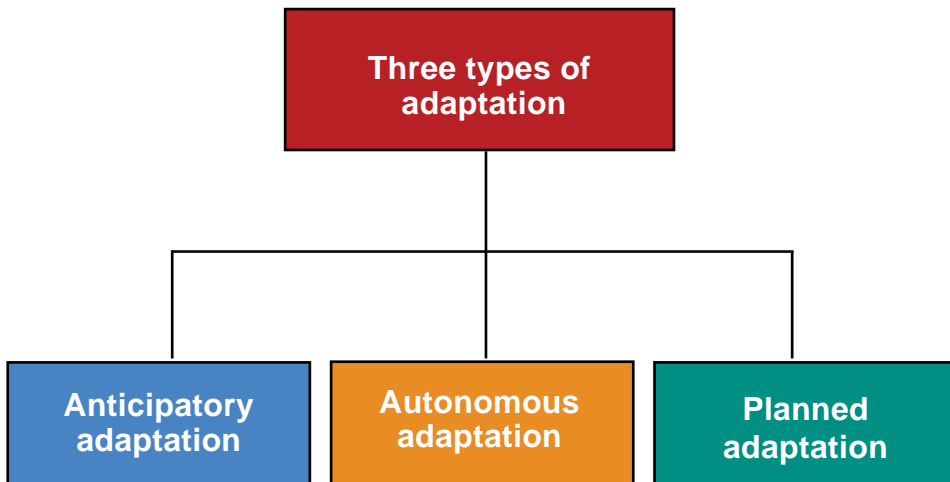 Three types of
adaptation
Anticipatory
adaptation
Autonomous
adaptation
Planned
adaptation